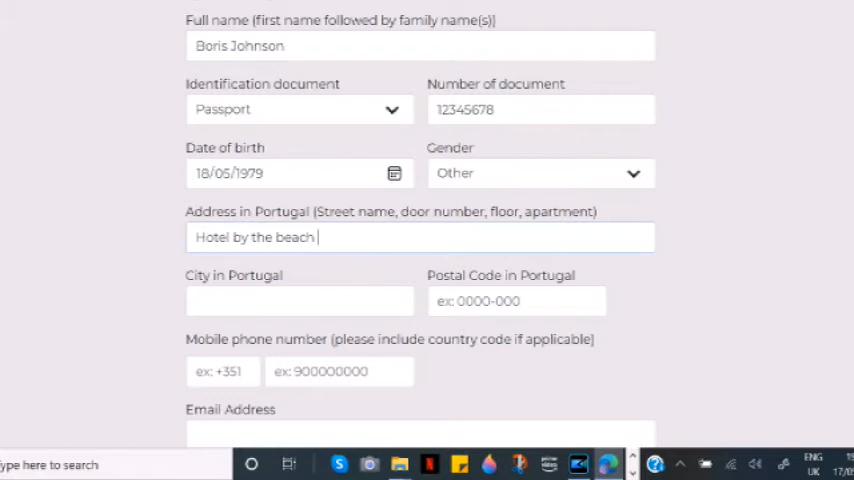 Full name (first name followed by family name(s))
Boris Johnson
Identification document Number of document
Passport 12345678
Date of birth Gender
18/05/1979 Other
Address in Portugal (Street name, door number, floor, apartment)
Hotel by the beach
City in Portugal Postal Code in Portugal
ex: 0000-000
Mobile phone number (please include country code if applicable)
ex: +351 ex: 900000000
Email Address
ype here to search
ENG
UK
17/05